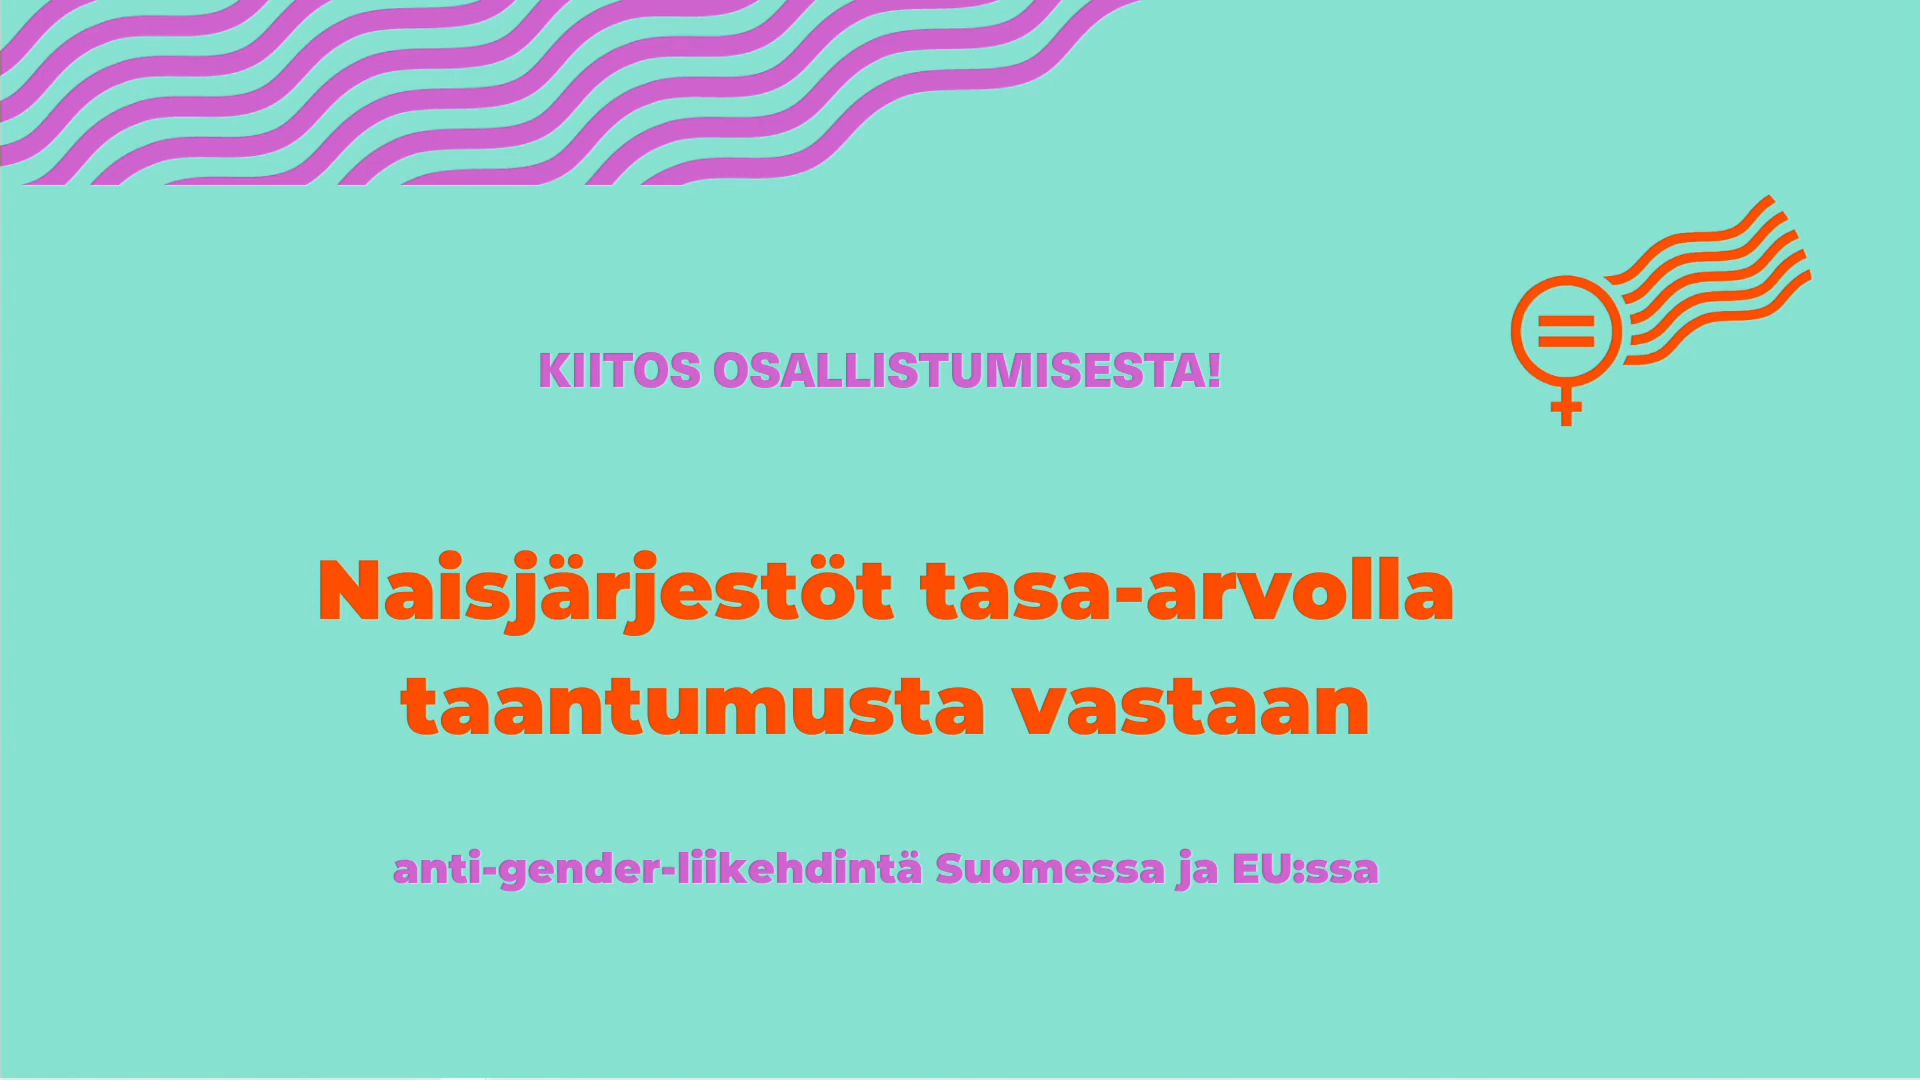 KIITOS OSALLISTUMISESTA!
Naisjärjestöt tasa-arvolla
taantumusta vastaan
anti-gender-liikehdintä Suomessa ja EU:ssa